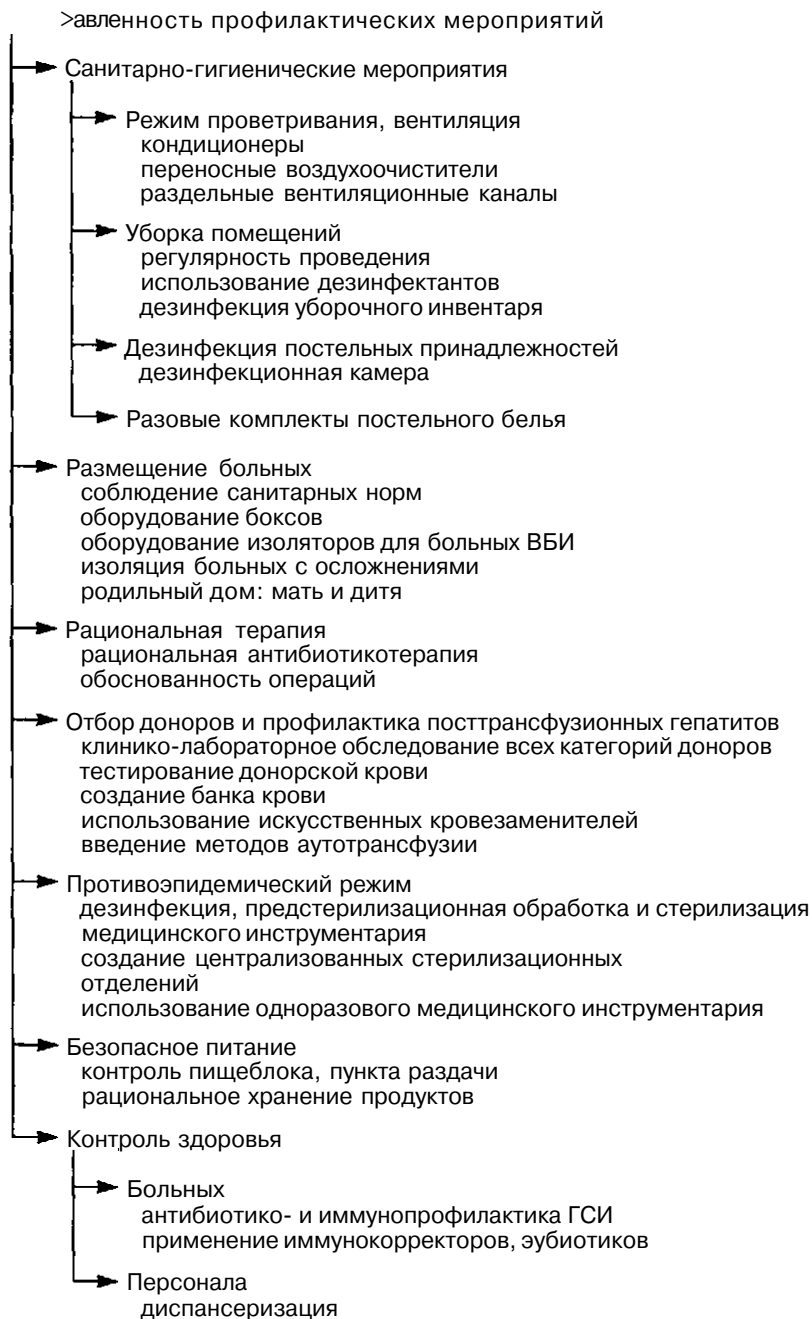 >авленность профилактических мероприятий
Санитарно-гигиенические мероприятия
Режим проветривания, вентиляция
кондиционеры
переносные воздухоочистители
раздельные вентиляционные каналы
Уборка помещений
регулярность проведения
использование дезинфектантов
дезинфекция уборочного инвентаря
Дезинфекция постельных принадлежностей
дезинфекционная камера
Разовые комплекты постельного белья
Размещение больных
соблюдение санитарных норм
оборудование боксов
оборудование изоляторов для больных ВБИ
изоляция больных с осложнениями
родильный дом: мать и дитя
Рациональная терапия
рациональная антибиотикотерапия
обоснованность операций
Отбор доноров и профилактика посттрансфузионных гепатитов
клинико-лабораторное обследование всех категорий доноров
тестирование донорской крови
создание банка крови
использование искусственных кровезаменителей
введение методов аутотрансфузии
Противоэпидемический режим
дезинфекция, предстерилизационная обработка и стерилизация
медицинского инструментария
создание централизованных стерилизационных
отделений
использование одноразового медицинского инструментария
Безопасное питание
контроль пищеблока, пункта раздачи
рациональное хранение продуктов
Контроль здоровья
Больных
антибиотико- и иммунопрофилактика ГСИ
применение иммунокорректоров, эубиотиков
Персонала
диспансеризация